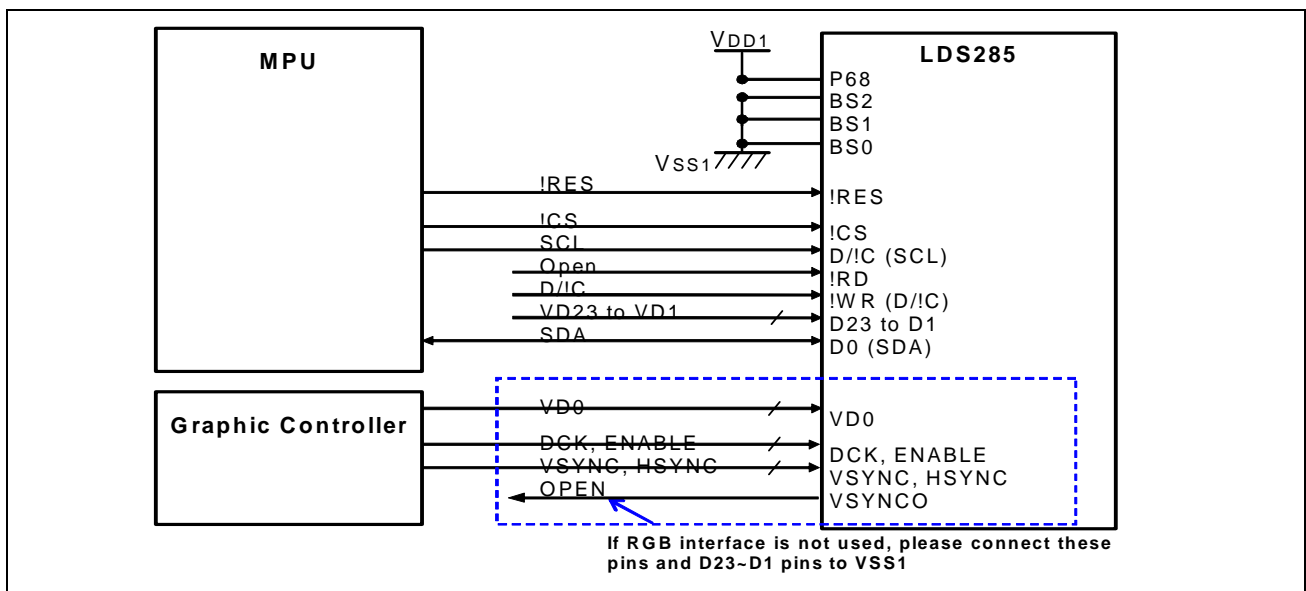 MPU
VDD1
LDS285
P68
BS2
BS1
BS0
VSS1
!RES
!RES
!CS
!CS
SCL
D/!C (SCL)
Open
!RD
D/!C
!WR (D/!C)
VD23 to VD1
D23 to D1
SDA
D0 (SDA)
Graphic Controller
VD0
VD0
DCK, ENABLE
DCK, ENABLE
VSYNC, HSYNC
VSYNC, HSYNC
OPEN
VSYNCO
If RGB interface is not used, please connect these
pins and D23~D1 pins to VSS1